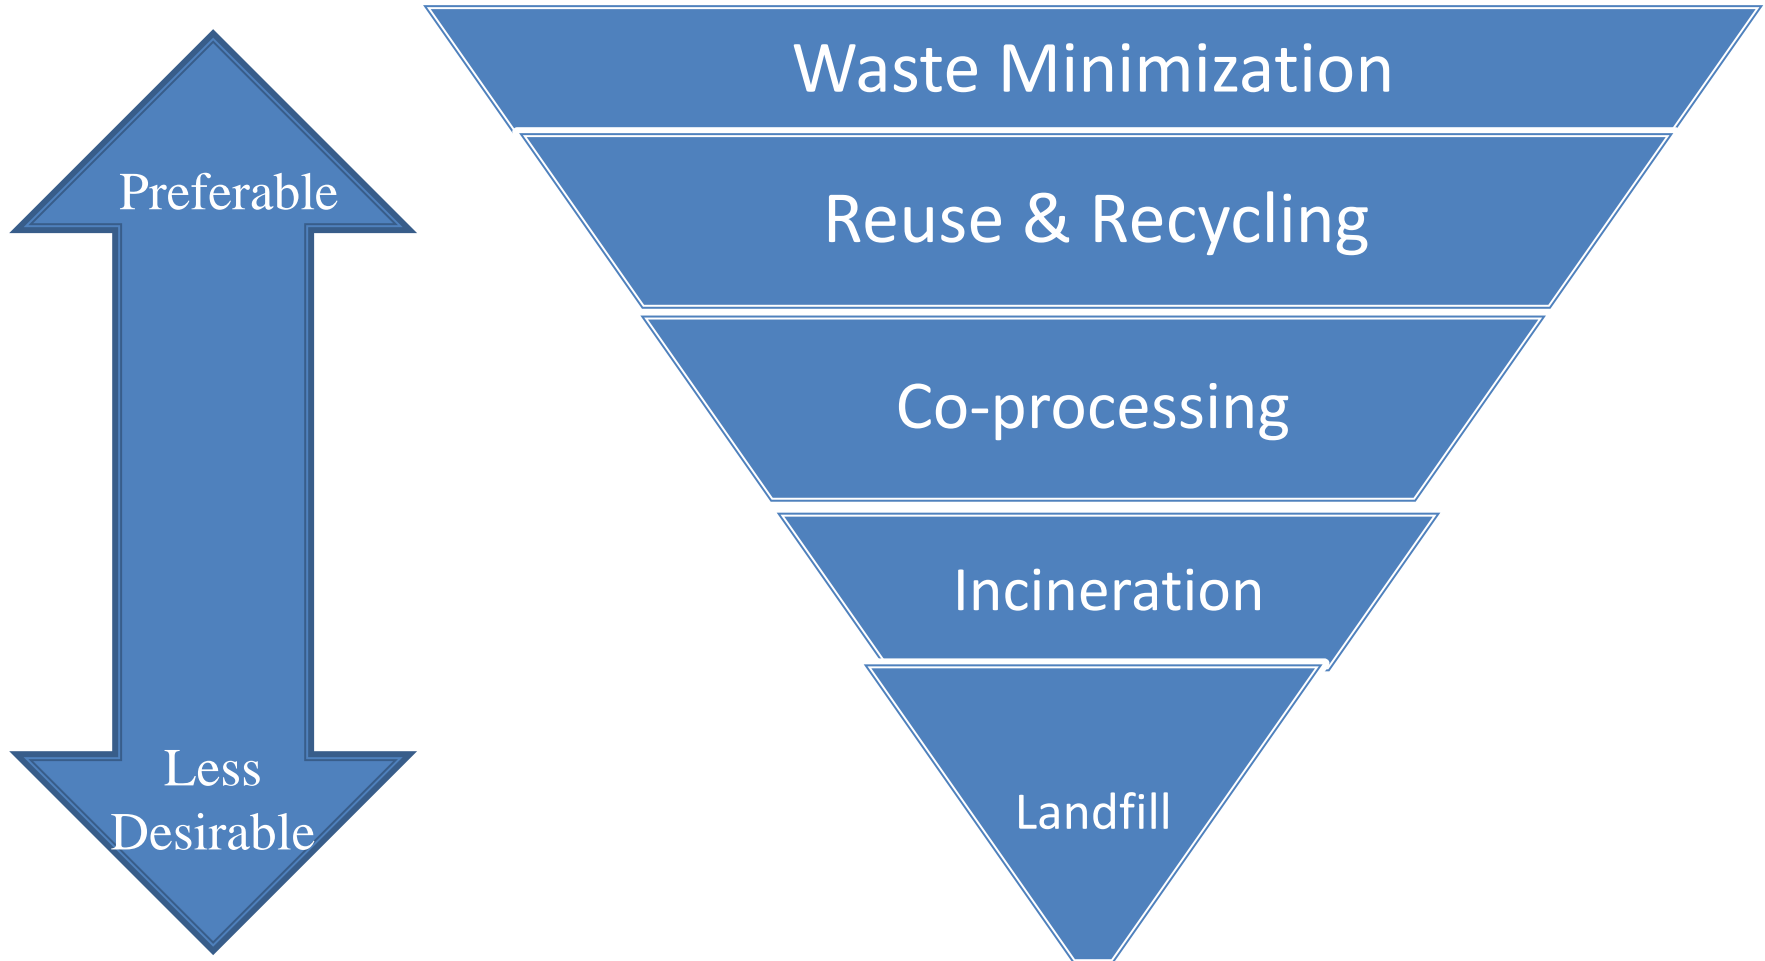 Preferable
Less
Desirable
Waste Minimization
Reuse & Recycling
Co-processing
Incineration
Landfill